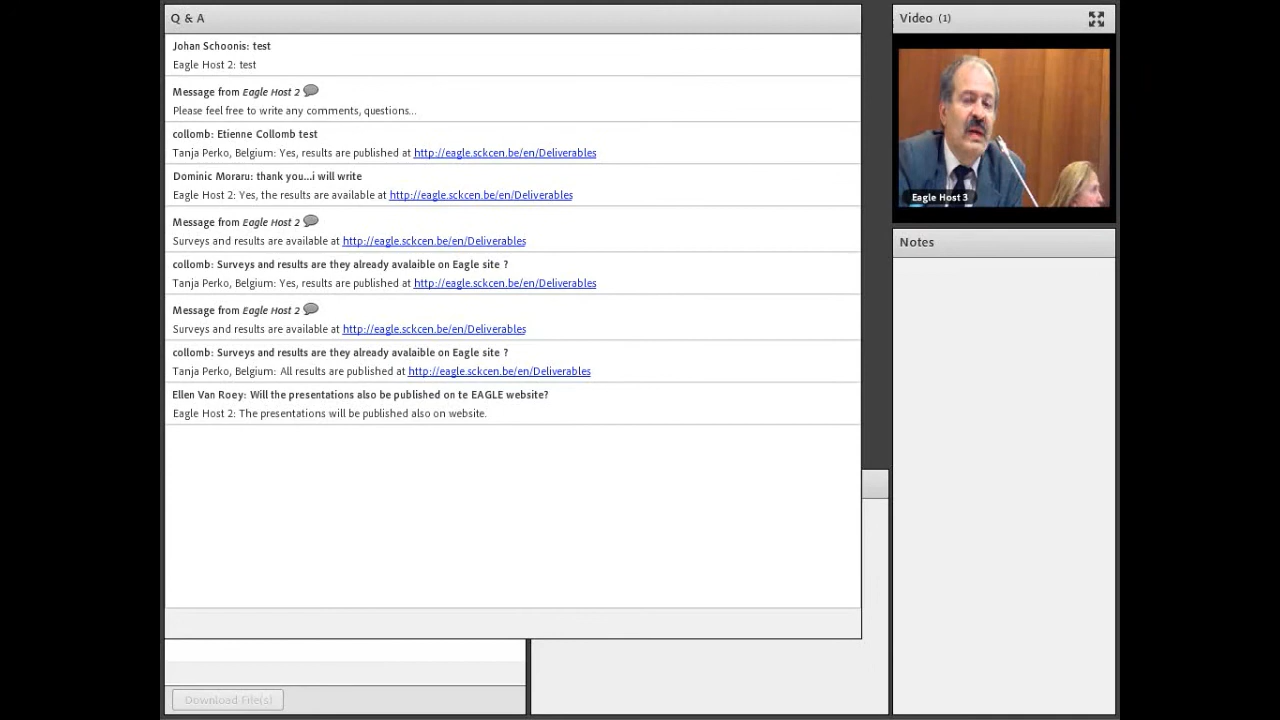 Q & A
Johan Schoonis: test
Eagle Host 2: test
Message from Eagle Host 2
Please feel free to write any comments, questions...
collomb: Etienne Collomb test
Tanja Perko, Belgium: Yes, results are published at http://eagle.sckcen.be/en/Deliverables
Dominic Moraru: thank you...i will write
Eagle Host 2: Yes, the results are available at http://eagle.sckcen.be/en/Deliverables
Message from Eagle Host 2
Surveys and results are available at http://eagle.sckcen.be/en/Deliverables
collomb: Surveys and results are they already avalaible on Eagle site ?
Tanja Perko, Belgium: Yes, results are published at http://eagle.sckcen.be/en/Deliverables
Message from Eagle Host 2
Surveys and results are available at http://eagle.sckcen.be/en/Deliverables
collomb: Surveys and results are they already avalaible on Eagle site ?
Tanja Perko, Belgium: All results are published at http://eagle.sckcen.be/en/Deliverables
Ellen Van Roey: Will the presentations also be published on te EAGLE website?
Eagle Host 2: The presentations will be published also on website.
Download File(s)
Video (1)
Eagle Host 3
Notes